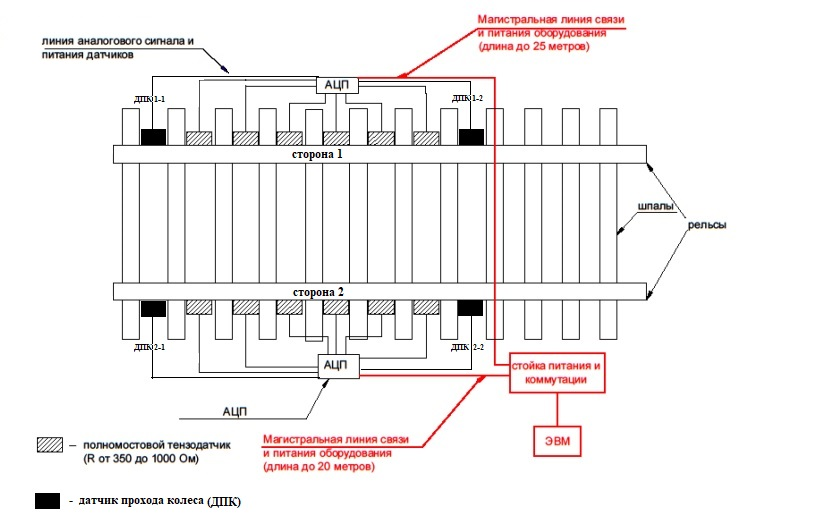 Магистральная линия связи
и питания оборудования
(длина до 25 метров)
линия аналогового сигнала и
питания датчиков
АЦП
ДПК 1-1
ДПК 1-2
сторона 1
шпалы
рельсы
сторона 2
ДПК 2-1
ДПК 2-2
АЦП
стойка питания и
коммутации
АЦП
ЭВМ
Магистральная линия связи
и питания оборудования
(длина до 20 метров)
– полномостовой тензодатчик
(R от 350 до 1000 Ом)
- датчик прохода колеса (ДПК)